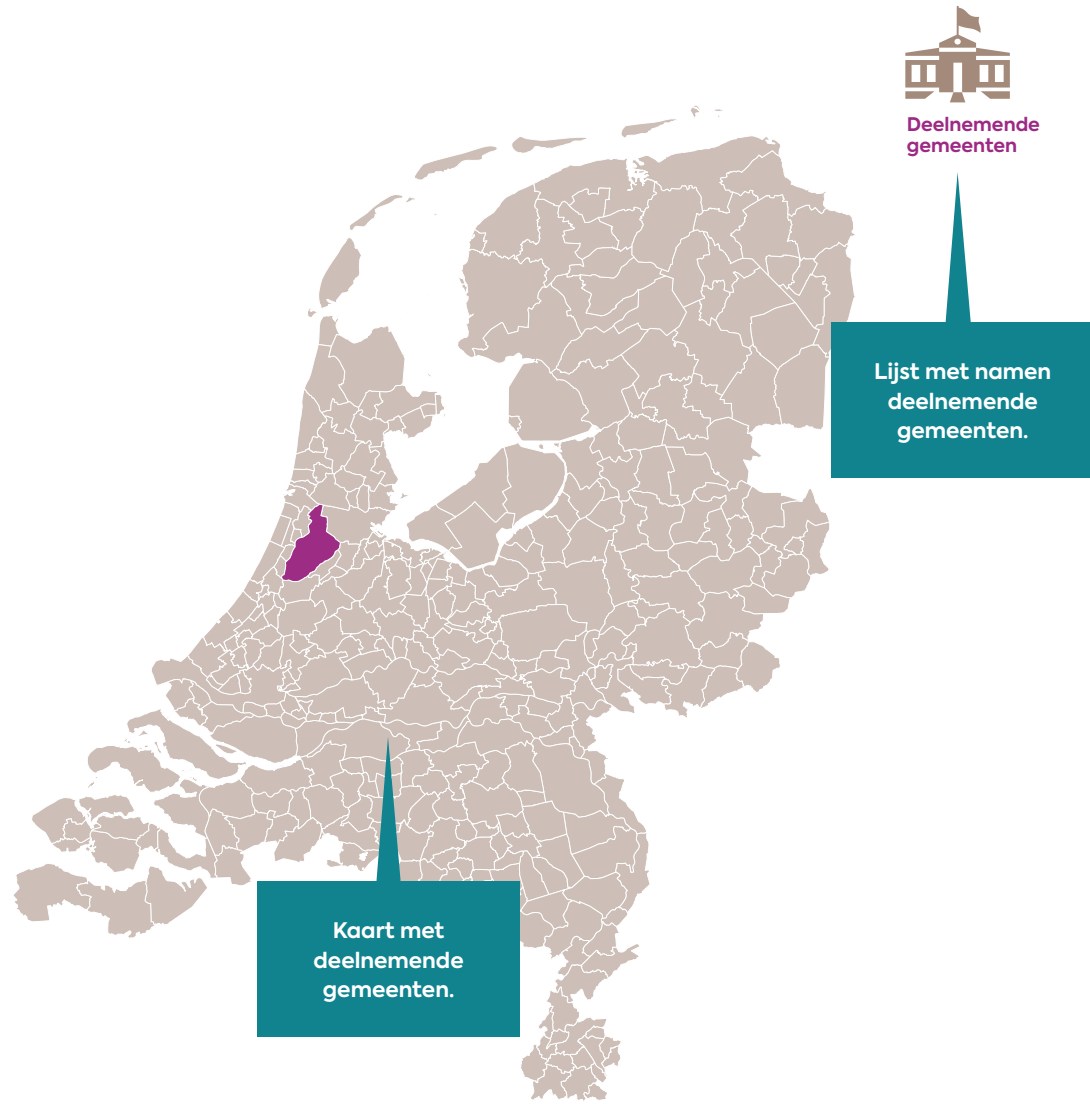 Deelnemende
gemeenten
Lijst met namen
deelnemende
gemeenten.
Kaart met
deelnemende
gemeenten.